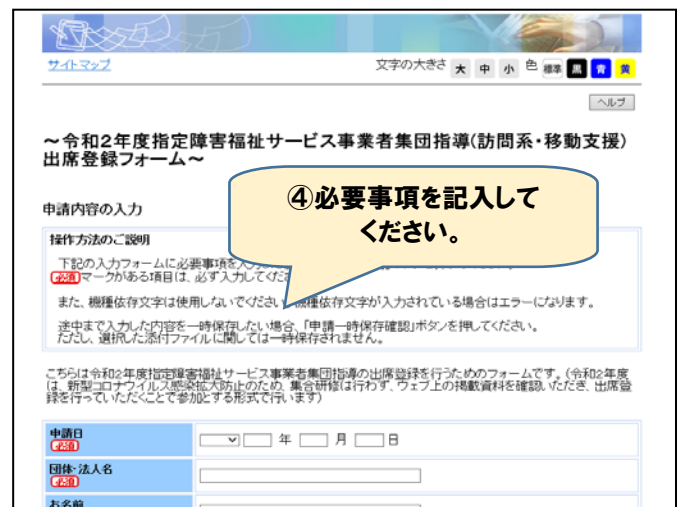 サイトマップ
文字の大きさ 大 中 小 色 標準 黒 青 黄
ヘルプ
～令和2年度指定障害福祉サービス事業者集団指導(訪問系・移動支援)
出席登録フォーム～
④必要事項を記入して
ください。
申請内容の入力
操作方法のご説明
下記の入力フォームに必要事項を入力
必須マークがある項目は、必ず入力してくださ
また、機種依存文字は使用しないでください。機種依存文字が入力されている場合はエラーになります。
途中まで入力した内容を一時保存したい場合、「申請一時保存確認」ボタンを押してください。
ただし、選択した添付ファイルに関しては一時保存されません。
こちらは令和2年度指定障害福祉サービス事業者集団指導の出席登録を行うためのフォームです。(令和2年度
は、新型コロナウイルス感染拡大防止のため、集合研修は行わず、ウェブ上の掲載資料を確認いただき、出席登
録を行っていただくことで参加とする形式で行います)
申請日
必須
年 月 日
団体・法人名
必須
お名前